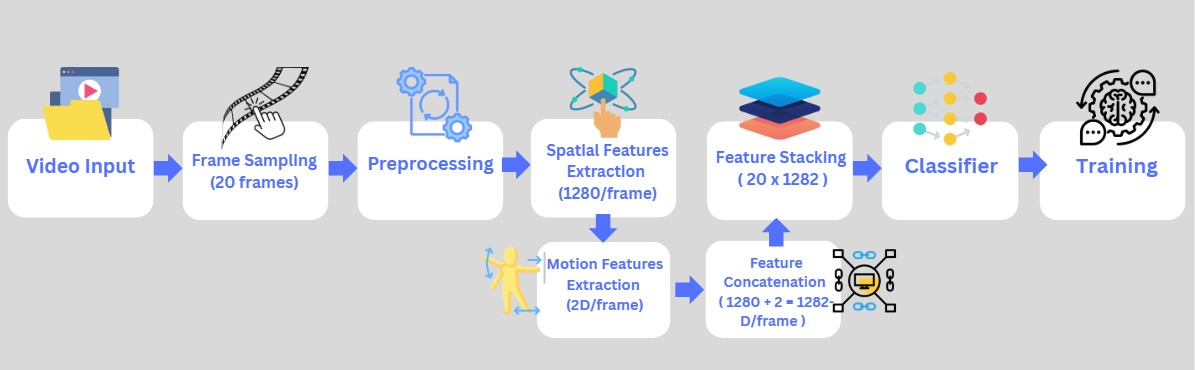 Video Input
Frame Sampling
(20 frames)
Preprocessing
Spatial Features
Extraction
(1280/frame)
Motion Features
Extraction
(2D/frame)
Feature
Concatenation
( 1280 + 2 = 1282-
D/frame )
Feature Stacking
( 20 x 1282 )
Classifier
Training